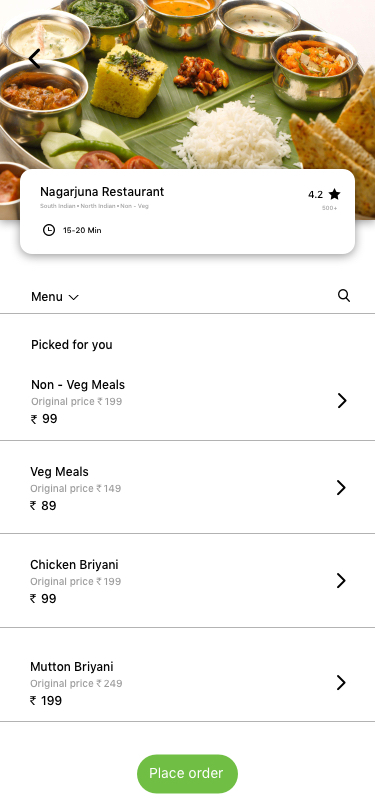 Nagarjuna Restaurant
4.2
South Indian • North Indian • Non - Veg
500+
15-20 Min
Menu
Picked for you
Non - Veg Meals
Original price ₹ 199
₹ 99
Veg Meals
Original price ₹ 149
₹ 89
Chicken Briyani
Original price ₹ 199
₹ 99
Mutton Briyani
Original price ₹ 249
₹ 199
Place order